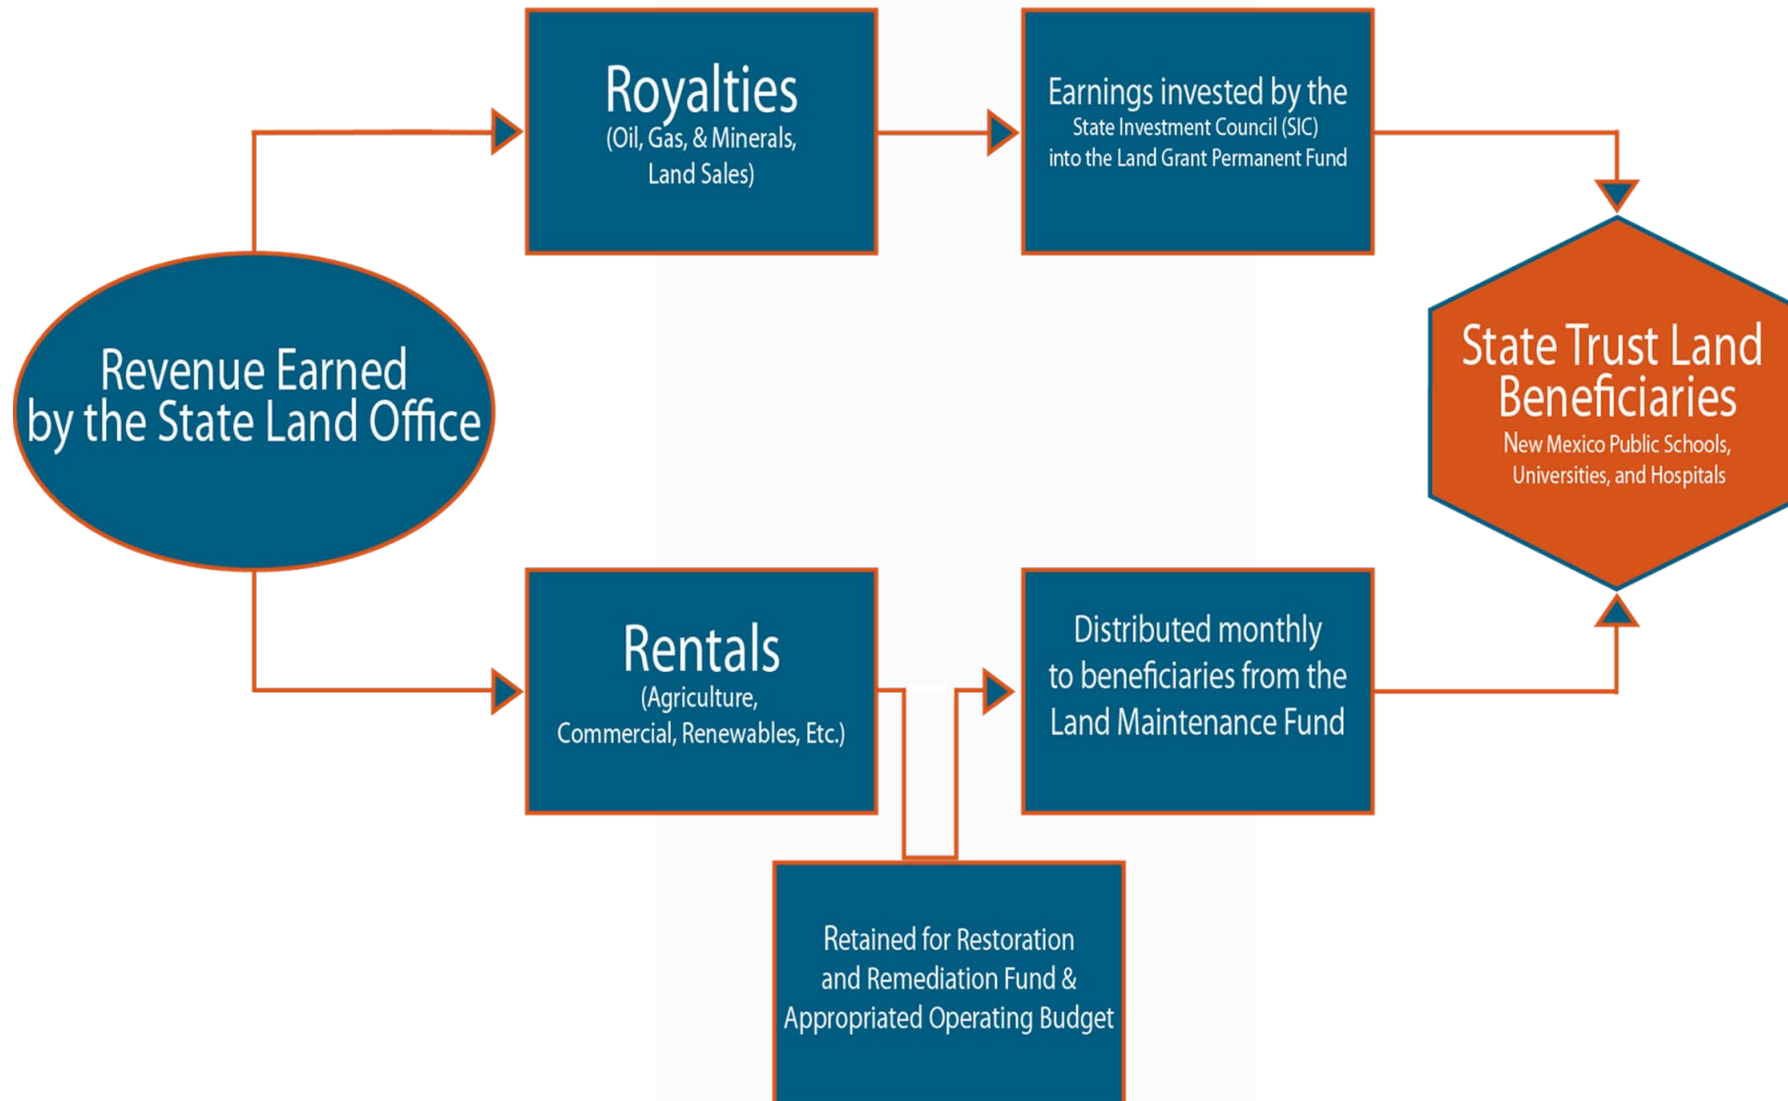 Royalties
(Oil, Gas, & Minerals,
Land Sales)
Earnings invested by the
State Investment Council (SIC)
into the Land Grant Permanent Fund
Revenue Earned
by the State Land Office
State Trust Land
Beneficiaries
New Mexico Public Schools,
Universities, and Hospitals
Rentals
(Agriculture,
Commercial, Renewables, Etc.)
Distributed monthly
to beneficiaries from the
Land Maintenance Fund
Retained for Restoration
and Remediation Fund &
Appropriated Operating Budget